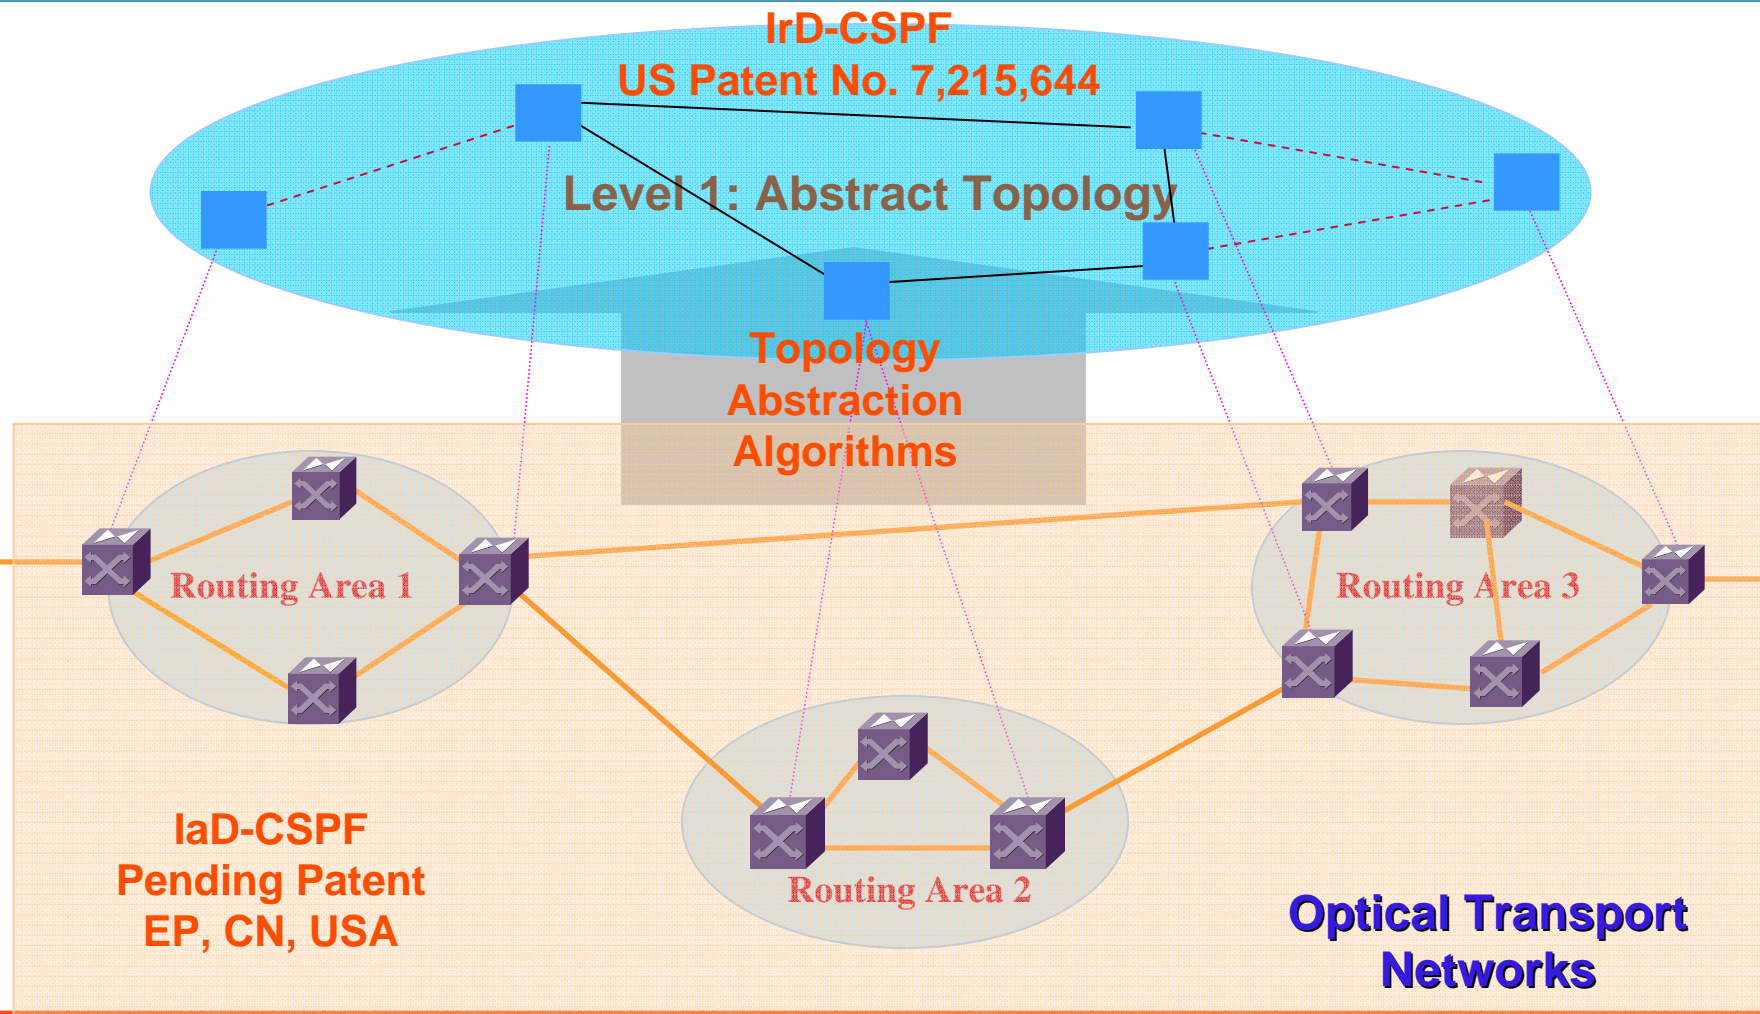 IrD-CSPF
US Patent No. 7,215,644
Level 1: Abstract Topology
Topology
Abstraction
Algorithms
Routing Area 1
Routing Area 3
Routing Area 2
IaD-CSPF
Pending Patent
EP, CN, USA
Optical Transport
Networks